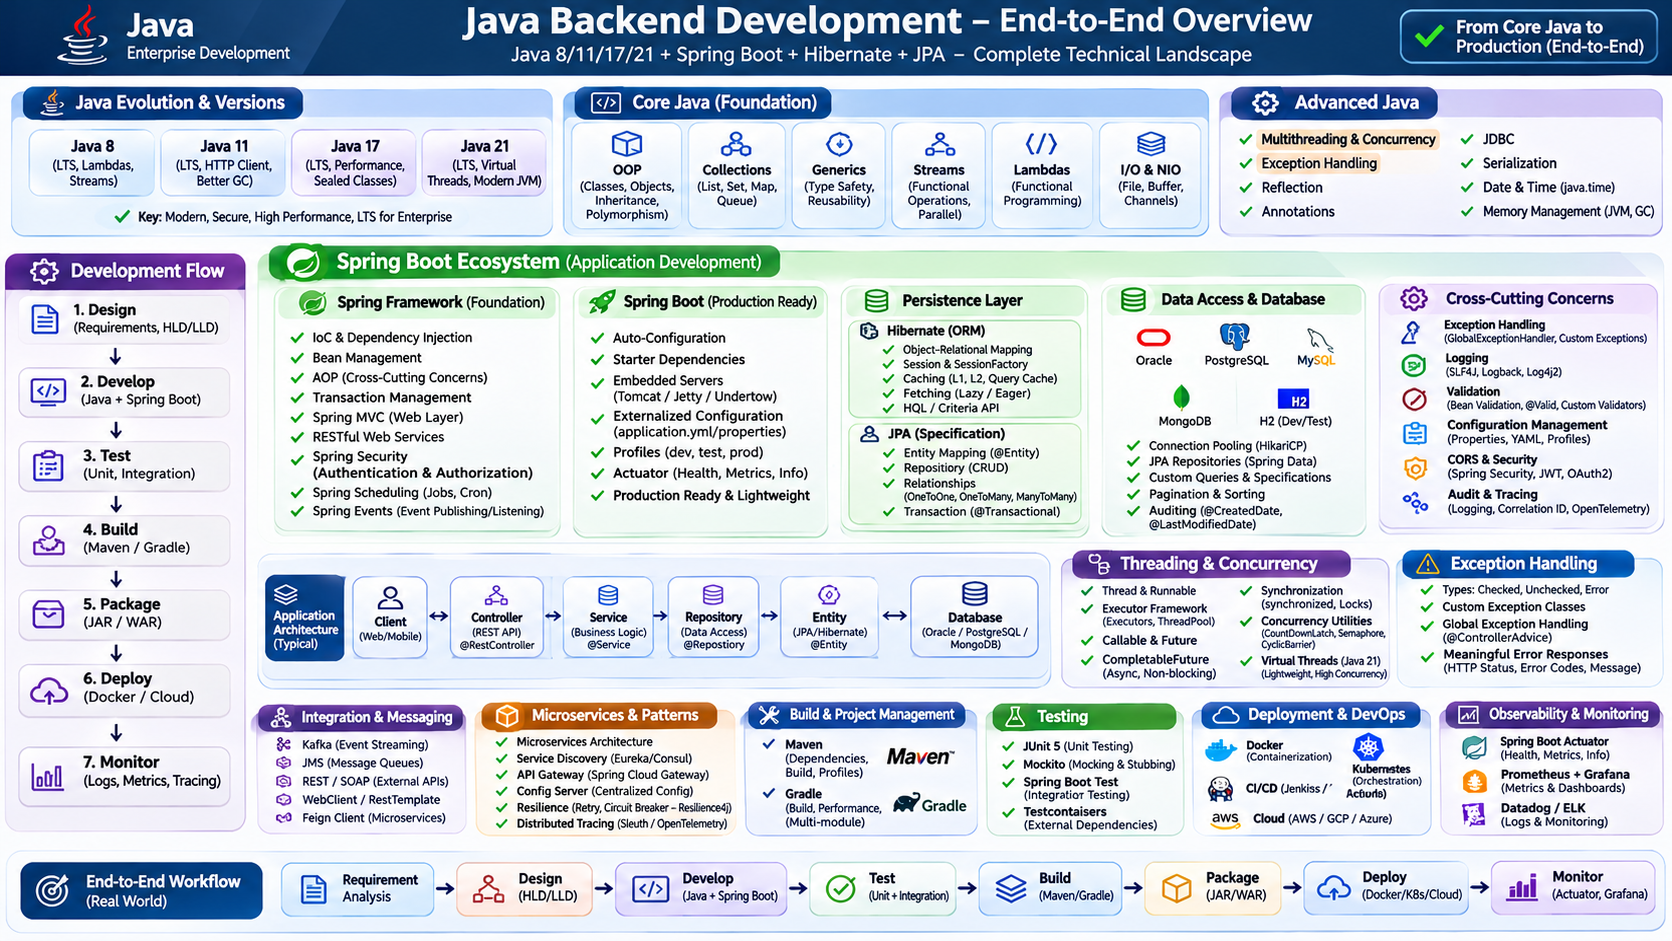 Java
Enterprise Development
Java Backend Development – End-to-End Overview
Java 8/11/17/21 + Spring Boot + Hibernate + JPA – Complete Technical Landscape
From Core Java to
Production (End-to-End)
Java Evolution & Versions
Java 8
(LTS, Lambdas,
Streams)
Java 11
(LTS, HTTP Client,
Better GC)
Java 17
(LTS, Performance,
Sealed Classes)
Java 21
(LTS, Virtual
Threads, Modern JVM)
Key: Modern, Secure, High Performance, LTS for Enterprise
Core Java (Foundation)
OOP
(Classes, Objects,
Inheritance,
Polymorphism)
Collections
(List, Set, Map,
Queue)
Generics
(Type Safety,
Reusability)
Streams
(Functional
Operations,
Parallel)
Lambdas
(Functional
Programming)
I/O & NIO
(File, Buffer,
Channels)
Advanced Java
Multithreading & Concurrency
Exception Handling
Reflection
Annotations
JDBC
Serialization
Date & Time (java.time)
Memory Management (JVM, GC)
Development Flow
1. Design
(Requirements, HLD/LLD)
2. Develop
(Java + Spring Boot)
3. Test
(Unit, Integration)
4. Build
(Maven / Gradle)
5. Package
(JAR / WAR)
6. Deploy
(Docker / Cloud)
7. Monitor
(Logs, Metrics, Tracing)
Spring Boot Ecosystem (Application Development)
Spring Framework (Foundation)
IoC & Dependency Injection
Bean Management
AOP (Cross-Cutting Concerns)
Transaction Management
Spring MVC (Web Layer)
RESTful Web Services
Spring Security
(Authentication & Authorization)
Spring Scheduling (Jobs, Cron)
Spring Events (Event Publishing/Listening)
Spring Boot (Production Ready)
Auto-Configuration
Starter Dependencies
Embedded Servers
(Tomcat / Jetty / Undertow)
Externalized Configuration
(application.yml/properties)
Profiles (dev, test, prod)
Actuator (Health, Metrics, Info)
Production Ready & Lightweight
Persistence Layer
Hibernate (ORM)
Object-Relational Mapping
Session & SessionFactory
Caching (L1, L2, Query Cache)
Fetching (Lazy / Eager)
HQL / Criteria API
JPA (Specification)
Entity Mapping (@Entity)
Repositiory (CRUD)
Relationships
(OneToOne, OneToMany, ManyToMany)
Transaction (@Transactional)
Data Access & Database
Oracle
PostgreSQL
MySQL
MongoDB
H2
H2 (Dev/Test)
Connection Pooling (HikariCP)
JPA Repositories (Spring Data)
Custom Queries & Specifications
Pagination & Sorting
Auditing (@CreatedDate,
@LastModifiedDate)
Cross-Cutting Concerns
Exception Handling
(GlobalExceptionHandler, Custom Exceptions)
Logging
(SLF4J, Logback, Log4j2)
Validation
(Bean Validation, @Valid, Custom Validators)
Configuration Management
(Properties, YAML, Profiles)
CORS & Security
(Spring Security, JWT, OAuth2)
Audit & Tracing
(Logging, Correlation ID, OpenTelemetry)
Application
Architecture
(Typical)
Client
(Web/Mobile)
Controller
(REST API)
@RestController
Service
(Business Logic)
@Service
Repository
(Data Access)
@Repostiory
Entity
(JPA/Hibernate)
@Entity
Database
(Oracle / PostgreSQL /
MongoDB)
Threading & Concurrency
Thread & Runnable
Executor Framework
(Executors, ThreadPool)
Callable & Future
CompletableFuture
(Async, Non-blocking)
Synchronization
(synchronized, Locks)
Concurrency Utilities
(CountDownLatch, Semaphore,
CyclicBarrier)
Virtual Threads (Java 21)
(Lightweight, High Concurrency)
Exception Handling
Types: Checked, Unchecked, Error
Custom Exception Classes
Global Exception Handling
(@ControllerAdvice)
Meaningful Error Responses
(HTTP Status, Error Codes, Message)
Integration & Messaging
Kafka (Event Streaming)
JMS (Message Queues)
REST / SOAP (External APIs)
WebClient / RestTemplate
Feign Client (Microservices)
Microservices & Patterns
Microservices Architecture
Service Discovery (Eureka/Consul)
API Gateway (Spring Cloud Gateway)
Config Server (Centralized Config)
Resilience (Retry, Circuit Breaker – Resilience4j)
Distributed Tracing (Sleuth / OpenTelemetry)
Build & Project Management
Maven
(Dependencies,
Build, Profiles)
Maven™
Gradle
(Build, Performance,
Multi-module)
Gradle
Testing
JUnit 5 (Unit Testing)
Mockito (Mocking & Stubbing)
Spring Boot Test
(Integration Testing)
Testcontaisers
(External Dependencies)
Deployment & DevOps
Docker
(Containerization)
CI/CD (Jenkins /
Kubernetes
(Orchestration)
aws
Cloud (AWS / GCP / Azure)
Observability & Monitoring
Spring Boot Actuator
(Health, Metrics, Info)
Prometheus + Grafana
(Metrics & Dashboards)
Datadog / ELK
(Logs & Monitoring)
End-to-End Workflow
(Real World)
Requirement
Analysis
Design
(HLD/LLD)
Develop
(Java + Spring Boot)
Test
(Unit + Integration)
Build
(Maven/Gradle)
Package
(JAR/WAR)
Deploy
(Docker/K8s/Cloud)
Monitor
(Actuator, Grafana)